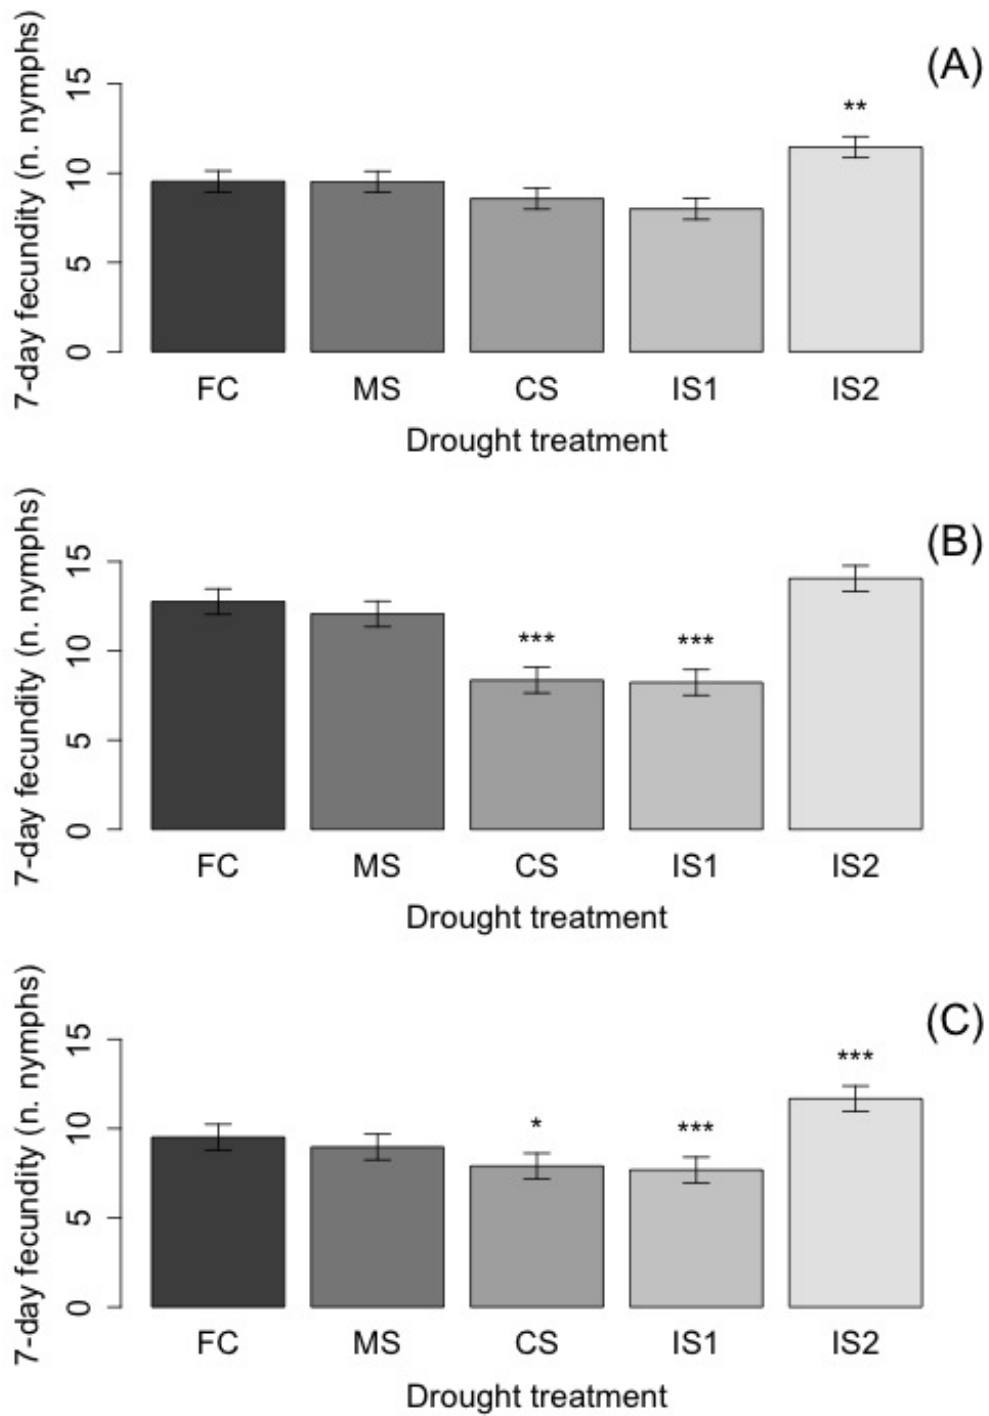 (A)
7-day fecundity (n. nymphs)
15
10
5
0
**
FC MS CS IS1 IS2
Drought treatment
(B)
7-day fecundity (n. nymphs)
15
10
5
0
*** ***
FC MS CS IS1 IS2
Drought treatment
(C)
7-day fecundity (n. nymphs)
15
10
5
0
* *** ***
FC MS CS IS1 IS2
Drought treatment